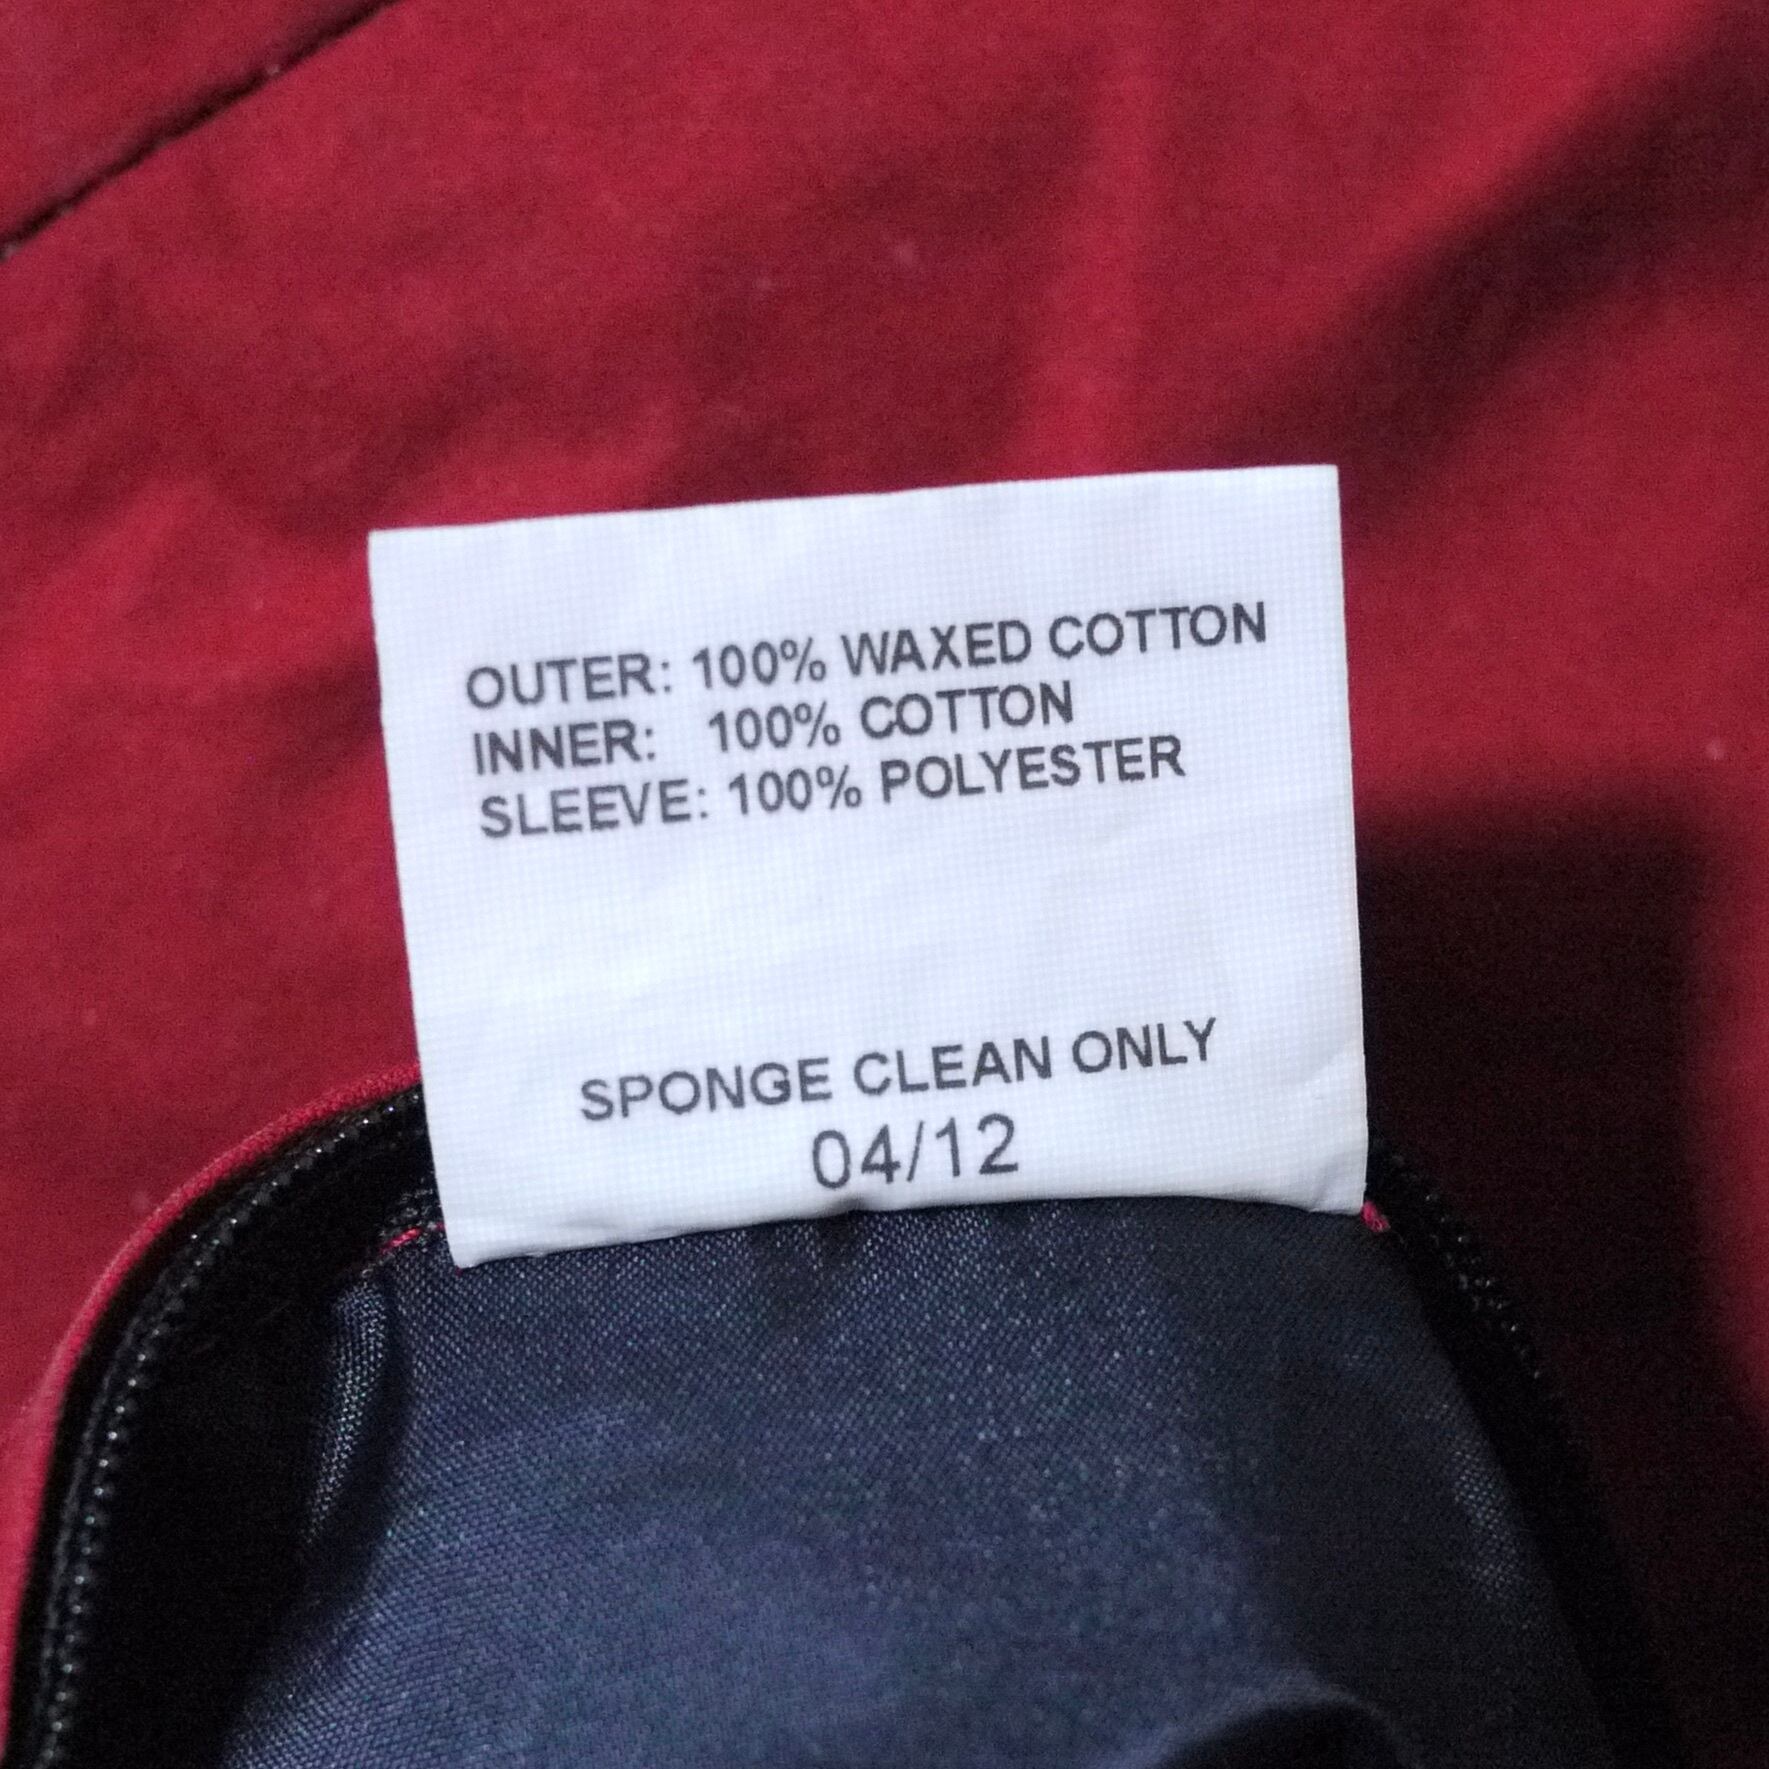 OUTER: 100% WAXED COTTON
INNER: 100% COTTON
SLEEVE: 100% POLYESTER
SPONGE CLEAN ONLY
04/12